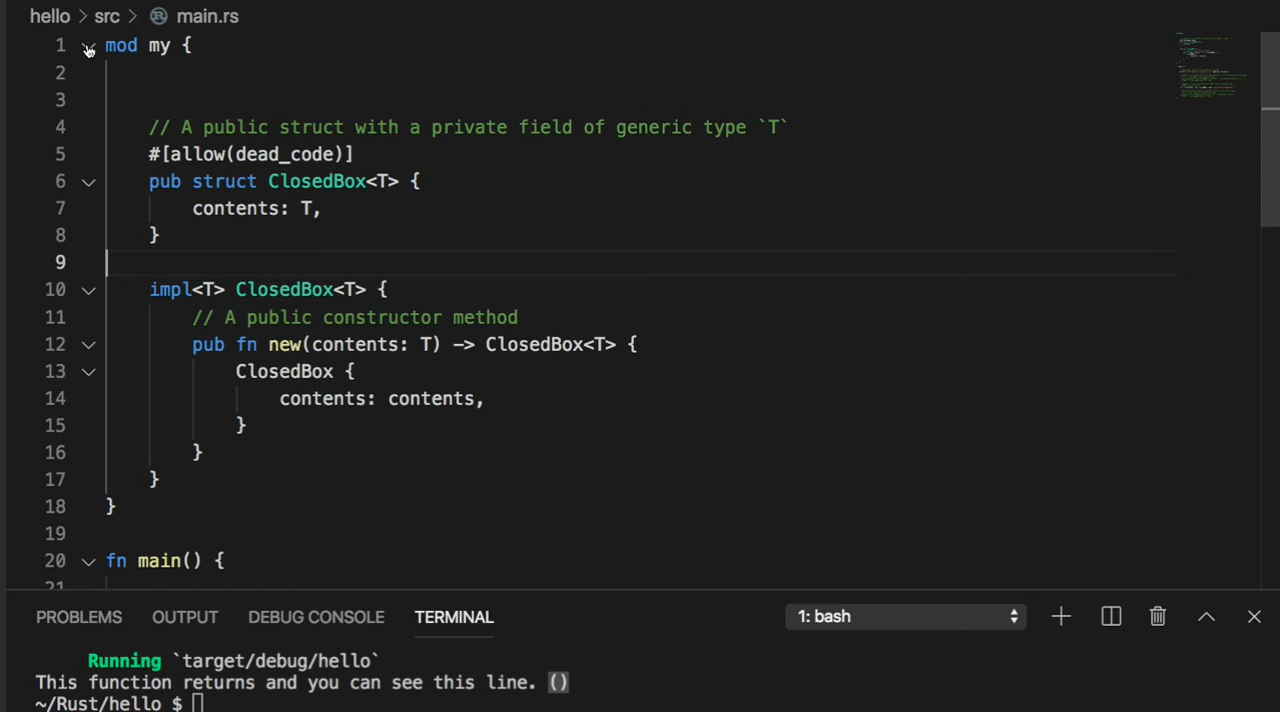 hello > src > main.rs
1 mod my {
2
3
4 // A public struct with a private field of generic type `T`
5 #[allow(dead_code)]
6 pub struct ClosedBox<T> {
7 contents: T,
8 }
9
10 impl<T> ClosedBox<T> {
11 // A public constructor method
12 pub fn new(contents: T) -> ClosedBox<T> {
13 ClosedBox {
14 contents: contents,
15 }
16 }
17 }
18 }
19
20 fn main() {
21
PROBLEMS OUTPUT DEBUG CONSOLE TERMINAL 1: bash
Running `target/debug/hello`
This function returns and you can see this line. ()
~/Rust/hello $